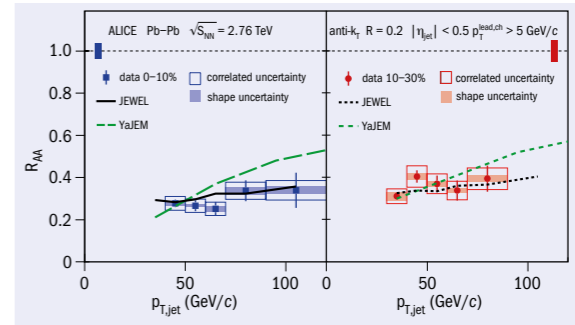 ALICE Pb–Pb √sNN = 2.76 TeV
anti-kT R = 0.2 |ηjet| < 0.5 pT^lead,ch > 5 GeV/c
RAA
1.0
0.8
0.6
0.4
0.2
0
data 0–10%
correlated uncertainty
JEWEL
shape uncertainty
YaJEM
data 10–30%
correlated uncertainty
JEWEL
shape uncertainty
YaJEM
0 50 100 0 50 100
pT,jet (GeV/c) pT,jet (GeV/c)